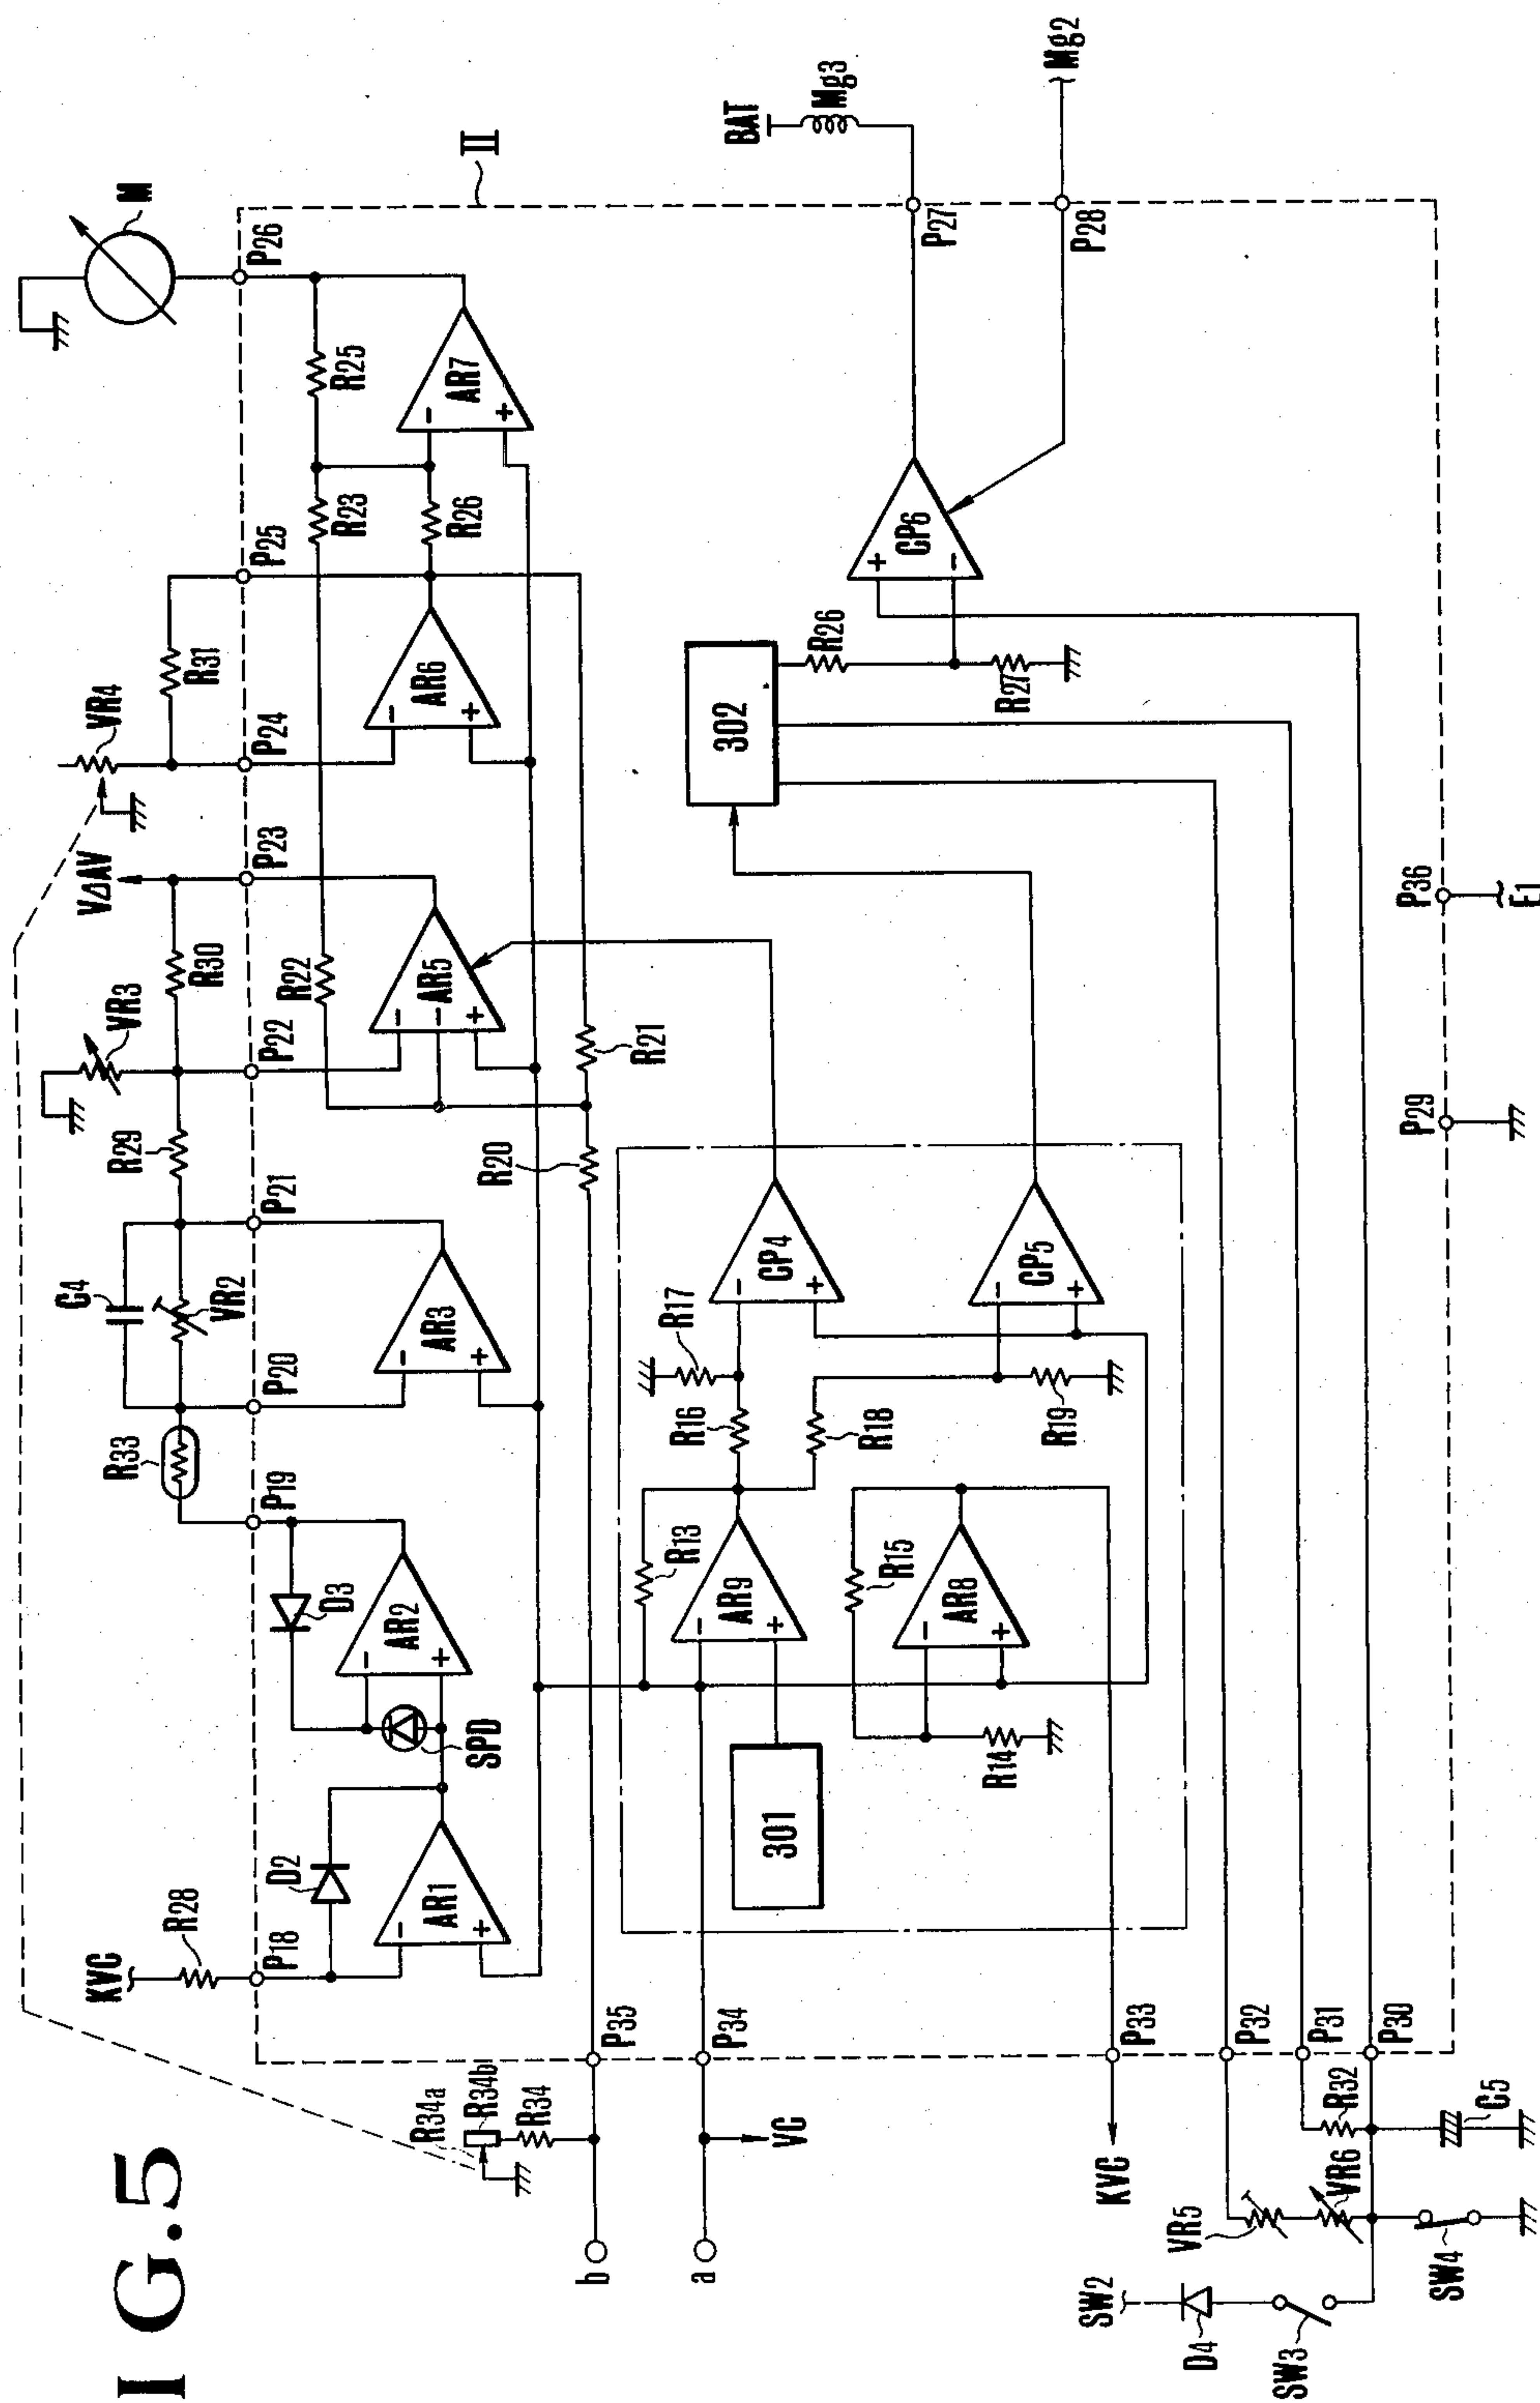 I G.5
KVC
R28
P18
D2
AR1
-
+
SPD
D3
AR2
-
+
P19
R33
P20
C4
VR2
P21
AR3
-
+
R29
VR3
P22
R30
VΔAV
P23
R22
AR5
-
-
+
VR4
P24
R31
P25
AR6
-
+
R23
R26
R25
AR7
-
+
P26
M
II
R20
R21
R34a
R34b
R34
P35
b
P34
a
VC
301
AR9
-
+
R13
R16
R17
R18
R19
CP4
-
+
CP5
-
+
R14
R15
AR8
-
+
P33
KVC
302
R26
R27
CP6
+
-
BAT
Mg3
P27
P28
Mg2
P32
P31
P30
R32
C5
VR5
VR6
SW2
D4
SW3
SW4
P29
P36
E1